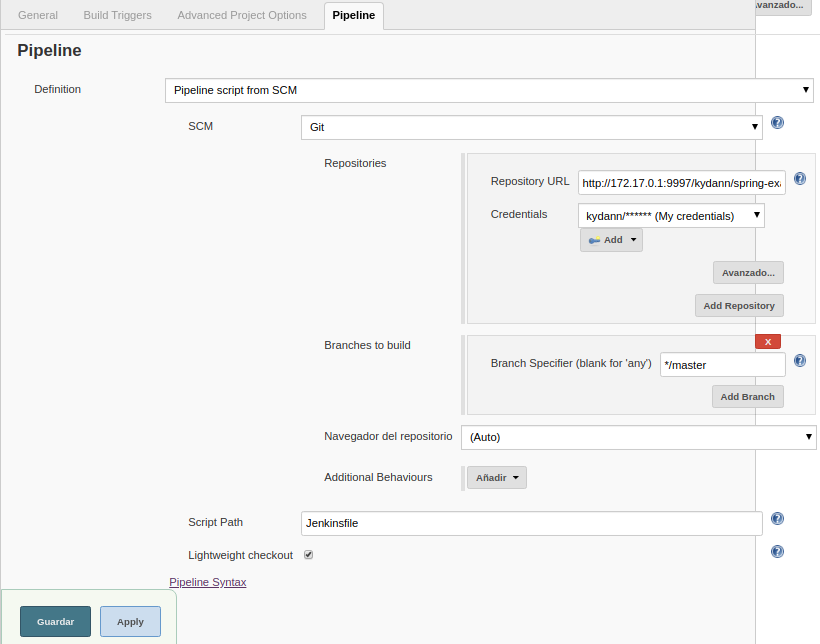 General Build Triggers Advanced Project Options Pipeline
Avanzado...
Pipeline
Definition Pipeline script from SCM
SCM Git
Repositories
Repository URL http://172.17.0.1:9997/kydann/spring-exa
Credentials kydann/****** (My credentials)
Add
Avanzado...
Add Repository
Branches to build
X
Branch Specifier (blank for 'any') */master
Add Branch
Navegador del repositorio (Auto)
Additional Behaviours Añadir
Script Path Jenkinsfile
Lightweight checkout
Pipeline Syntax
Guardar Apply